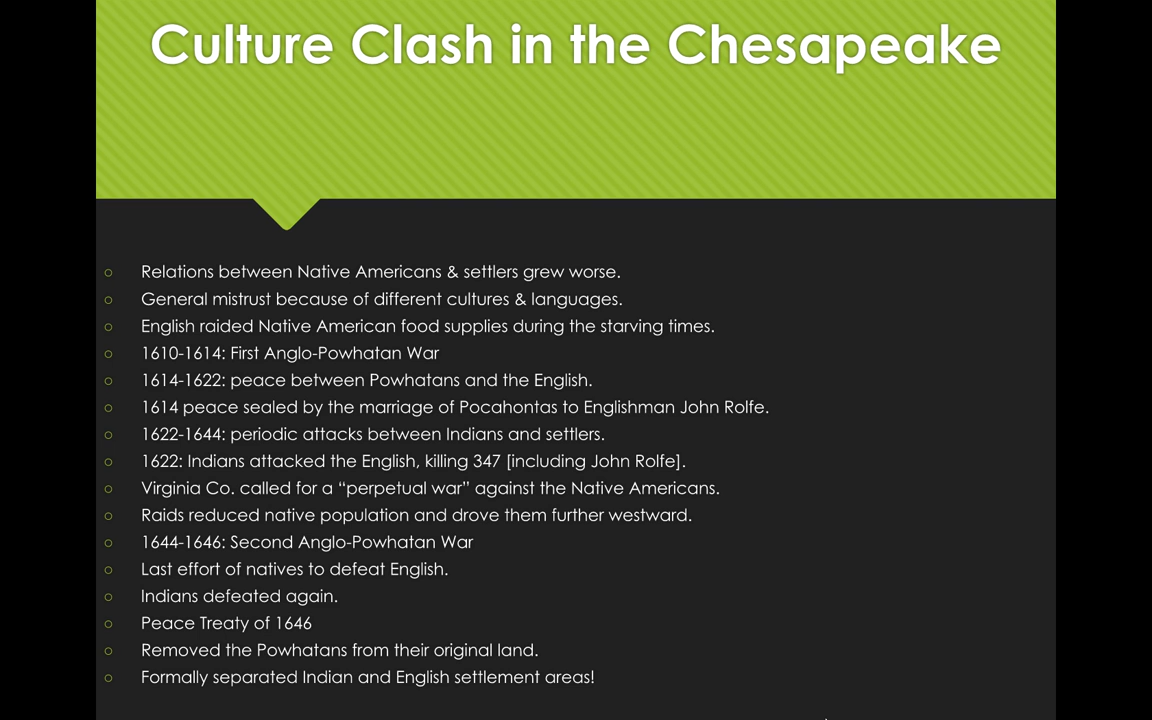 Culture Clash in the Chesapeake
Relations between Native Americans & settlers grew worse.
General mistrust because of different cultures & languages.
English raided Native American food supplies during the starving times.
1610-1614: First Anglo-Powhatan War
1614-1622: peace between Powhatans and the English.
1614 peace sealed by the marriage of Pocahontas to Englishman John Rolfe.
1622-1644: periodic attacks between Indians and settlers.
1622: Indians attacked the English, killing 347 [including John Rolfe].
Virginia Co. called for a “perpetual war” against the Native Americans.
Raids reduced native population and drove them further westward.
1644-1646: Second Anglo-Powhatan War
Last effort of natives to defeat English.
Indians defeated again.
Peace Treaty of 1646
Removed the Powhatans from their original land.
Formally separated Indian and English settlement areas!